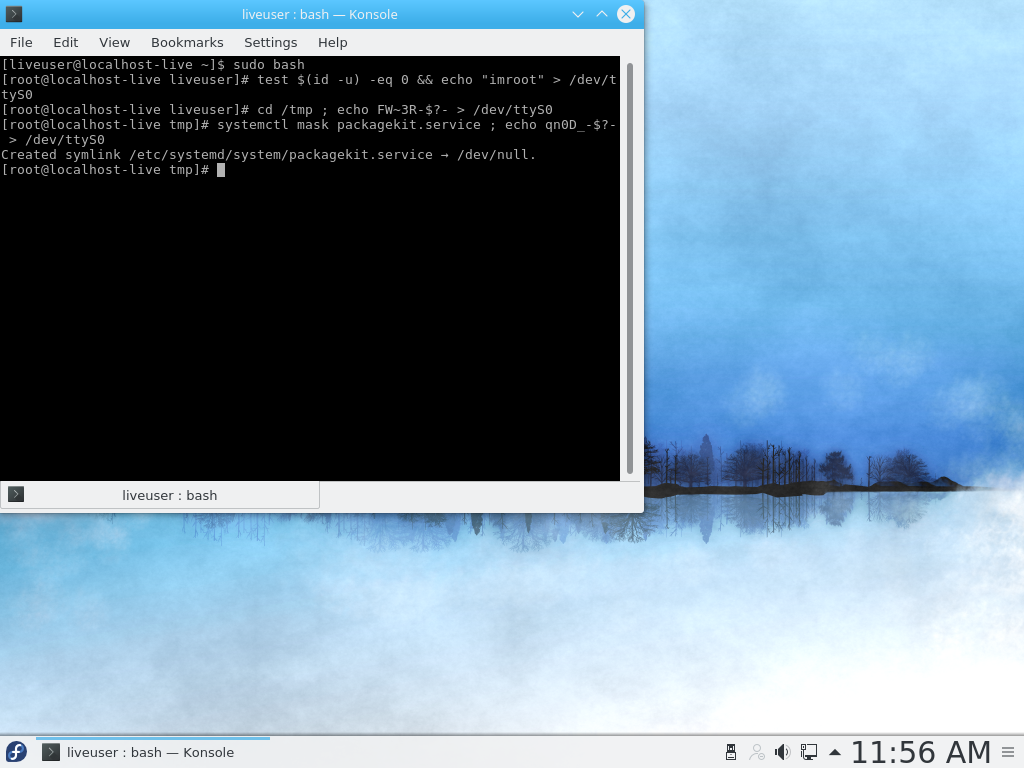 liveuser : bash — Konsole
File Edit View Bookmarks Settings Help
[liveuser@localhost-live ~]$ sudo bash
[root@localhost-live liveuser]# test $(id -u) -eq 0 && echo "imroot" > /dev/t
tyS0
[root@localhost-live liveuser]# cd /tmp ; echo FW~3R-$?- > /dev/ttyS0
[root@localhost-live tmp]# systemctl mask packagekit.service ; echo qn0D_-$?-
 > /dev/ttyS0
Created symlink /etc/systemd/system/packagekit.service → /dev/null.
[root@localhost-live tmp]#
liveuser : bash
liveuser : bash — Konsole
11:56 AM